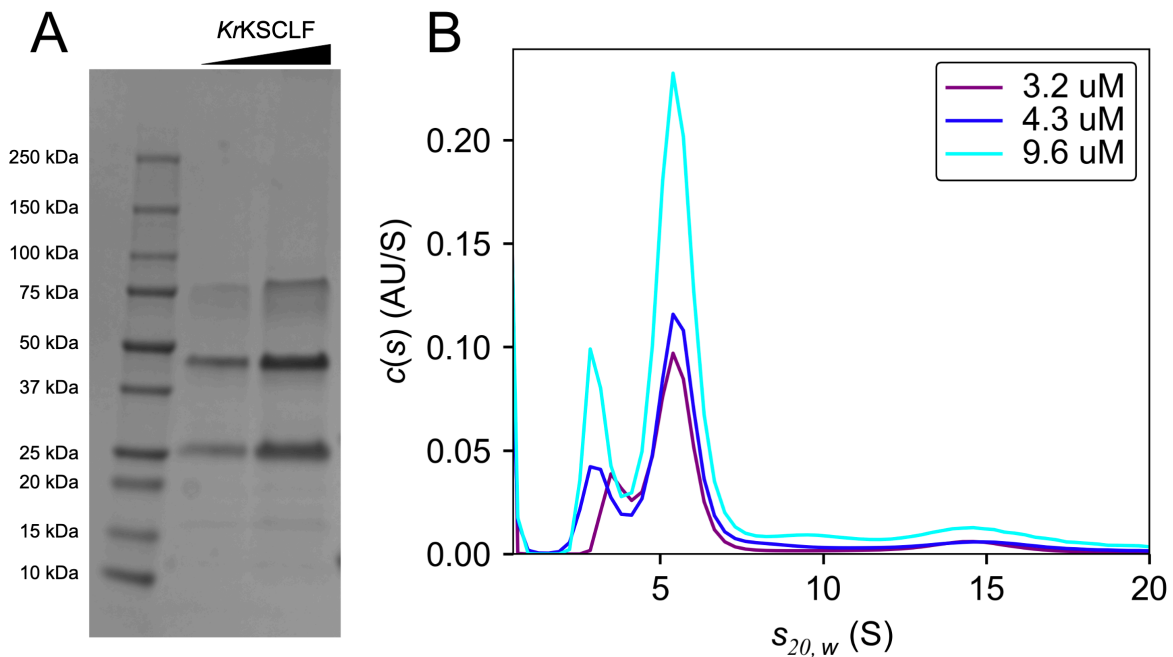 A
KrKSCLF
250 kDa
150 kDa
100 kDa
75 kDa
50 kDa
37 kDa
25 kDa
20 kDa
15 kDa
10 kDa
B
3.2 uM
4.3 uM
9.6 uM
c(s) (AU/S)
0.20
0.15
0.10
0.05
0.00
5
10
15
20
s20, w (S)